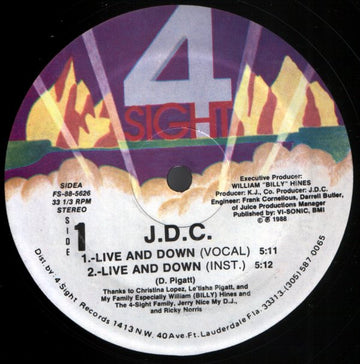 4
SIGHT
SIDEA
FS-88-5626
33 1/3 RPM
STEREO
SIDE 1
Executive Producer:
WILLIAM "BILLY" HINES
Producer: K.J., Co. Producer: J.D.C.
Engineer: Frank Cornelious, Derrell Butler,
of Juice Productions Manager
Published by: VI-SONIC, BMI
© ℗ 1988
J.D.C.
1.-LIVE AND DOWN (VOCAL) 5:11
2.-LIVE AND DOWN (INST.) 5:12
(D. Pigatt)
Thanks to Christina Lopez, Le'tisha Pigatt, and
My Family Especially William (BILLY) Hines and
The 4-Sight Family, Jerry Nice My D.J.,
and Ricky Norris
Dist by 4 Sight Records 1413 N.W. 40 Ave Ft. Lauderdale Fla. 33313, (305) 587 0065